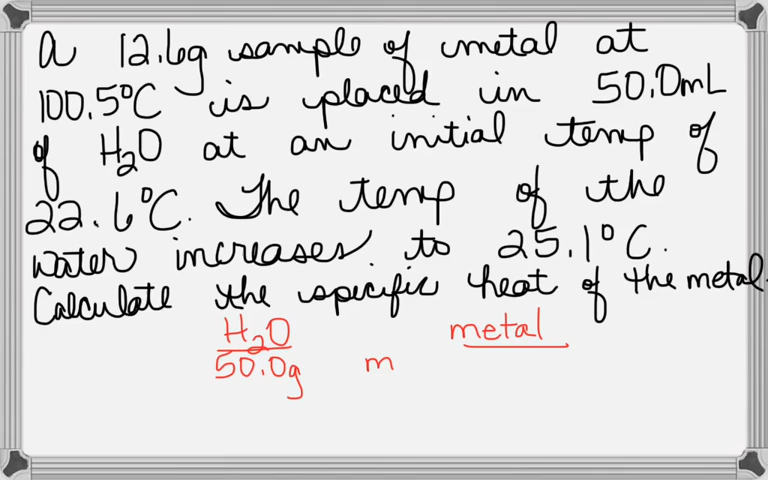 A 12.6g sample of metal at
100.5°C is placed in 50.0mL
of H₂O at an initial temp of
22.6°C. The temp of the
water increases to 25.1°C.
Calculate the specific heat of the metal.
H₂O metal
50.0g m